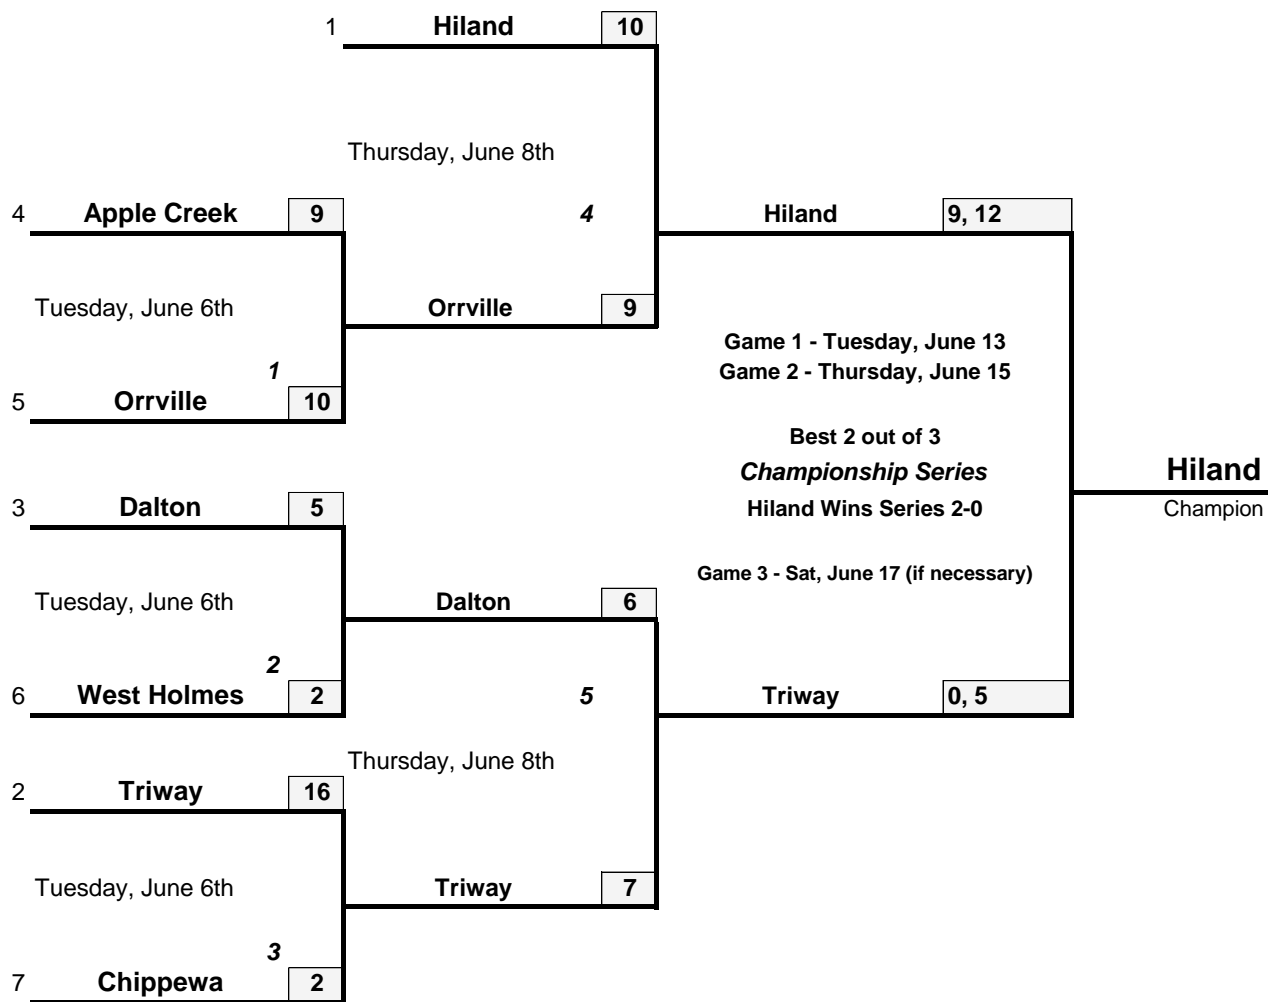 1 Hiland 10
Thursday, June 8th
4 Apple Creek 9
4
Hiland 9, 12
Tuesday, June 6th
Orrville 9
Game 1 - Tuesday, June 13
1
Game 2 - Thursday, June 15
5 Orrville 10
Best 2 out of 3
Championship Series
Hiland
3 Dalton 5
Hiland Wins Series 2-0
Champion
Game 3 - Sat, June 17 (if necessary)
Tuesday, June 6th
Dalton 6
2
6 West Holmes 2
5
Triway 0, 5
Thursday, June 8th
2 Triway 16
Tuesday, June 6th
Triway 7
3
7 Chippewa 2